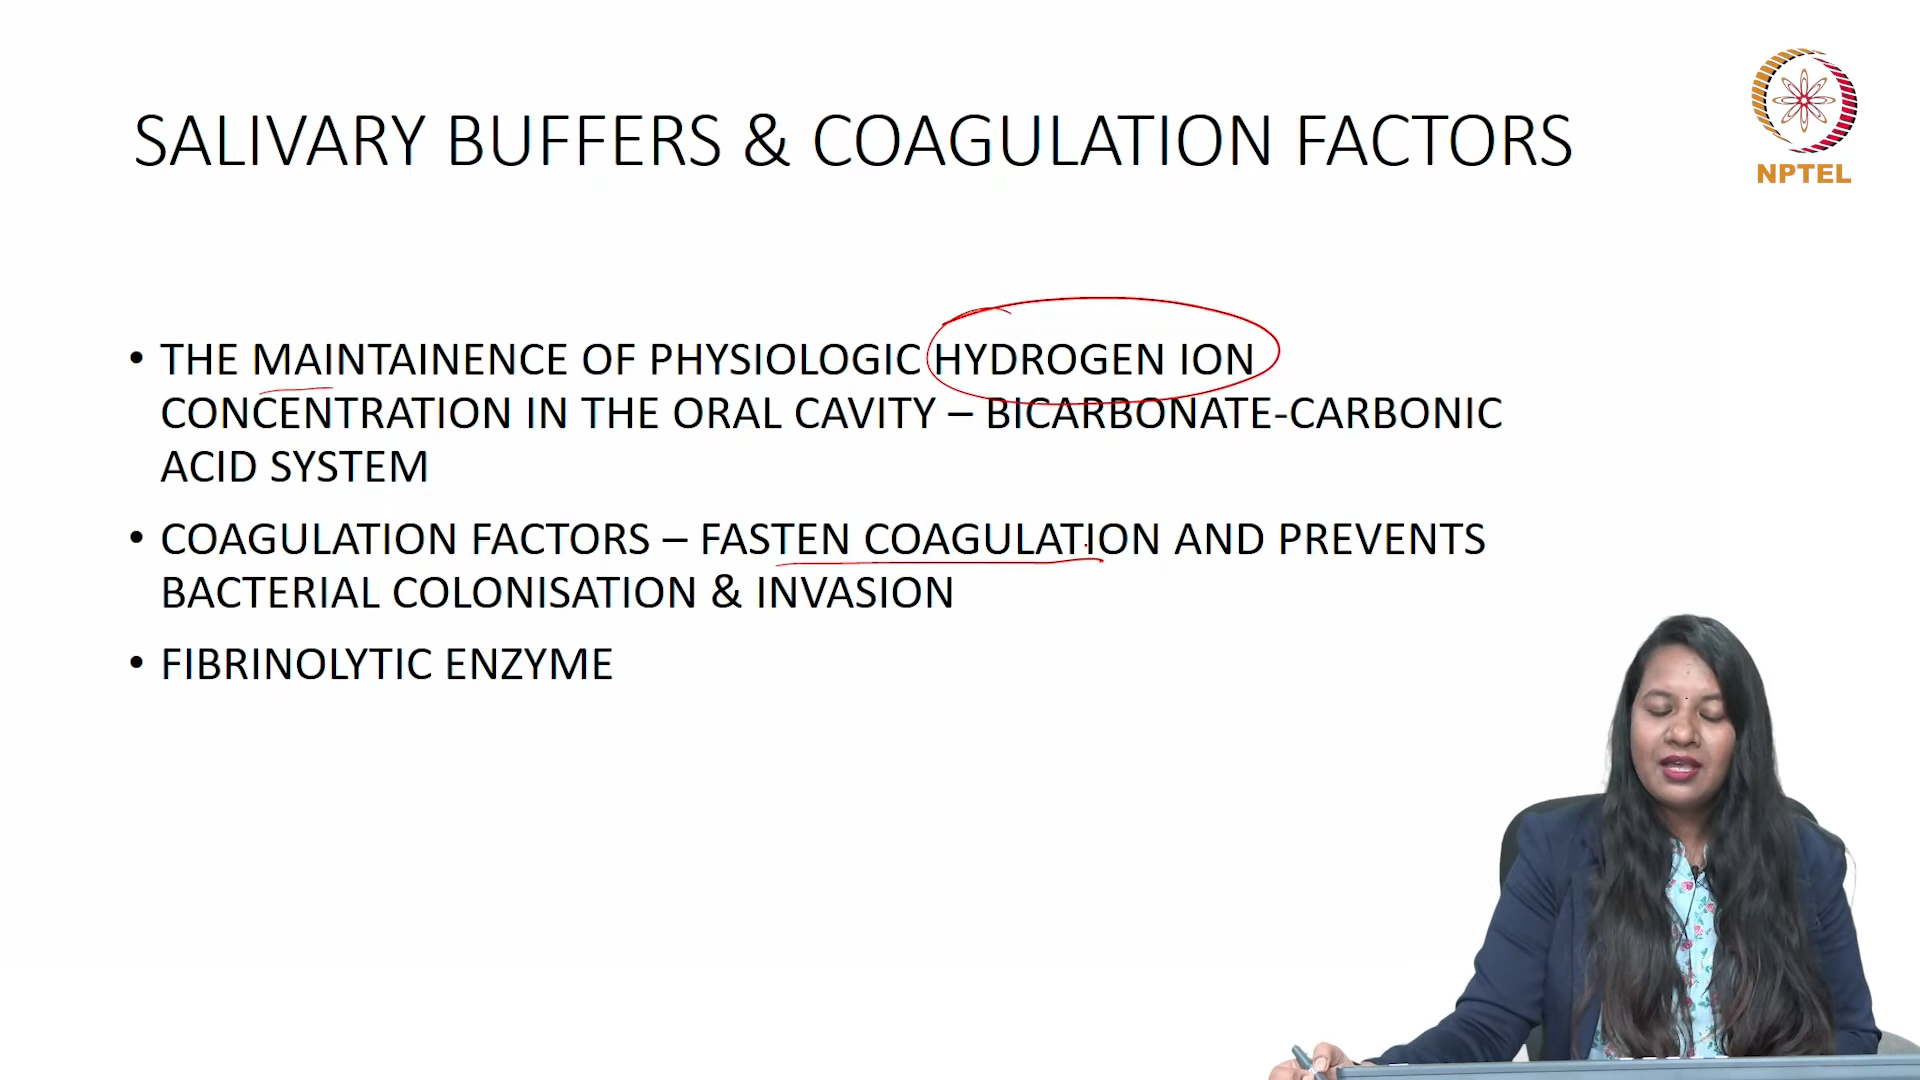 SALIVARY BUFFERS & COAGULATION FACTORS
NPTEL
• THE MAINTAINENCE OF PHYSIOLOGIC HYDROGEN ION
CONCENTRATION IN THE ORAL CAVITY – BICARBONATE-CARBONIC
ACID SYSTEM
• COAGULATION FACTORS – FASTEN COAGULATION AND PREVENTS
BACTERIAL COLONISATION & INVASION
• FIBRINOLYTIC ENZYME